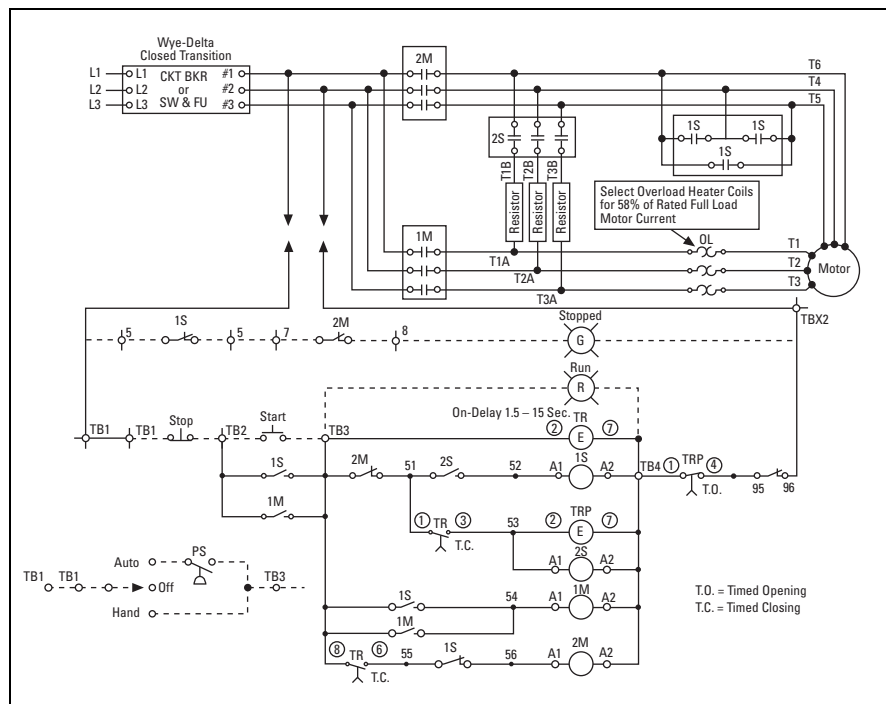 Wye-Delta
Closed Transition
L1 L1 CKT BKR #1
L2 L2 or #2
L3 L3 SW & FU #3
2M
T6
T4
T5
1S 1S
1S
2S
T1B T2B T3B
Resistor Resistor Resistor
Select Overload Heater Coils
for 58% of Rated Full Load
Motor Current
1M
OL
T1A
T2A
T3A
T1
T2
T3
Motor
TBX2
Stopped
5 1S 5 7 2M 8 G
Run
R
On-Delay 1.5 – 15 Sec.
TB1 TB1 Stop TB2 Start TB3 2 TR 7
E
1S 2M 51 2S 52 A1 1S A2 TB4 1 TRP 4
T.O. 95 96
1M
1 TR 3 53 2 TRP 7
T.C. E
A1 2S A2
Auto PS
TB1 TB1 Off TB3
Hand
1S 54 A1 1M A2
1M
8 TR 6 55 1S 56 A1 2M A2
T.C.
T.O. = Timed Opening
T.C. = Timed Closing